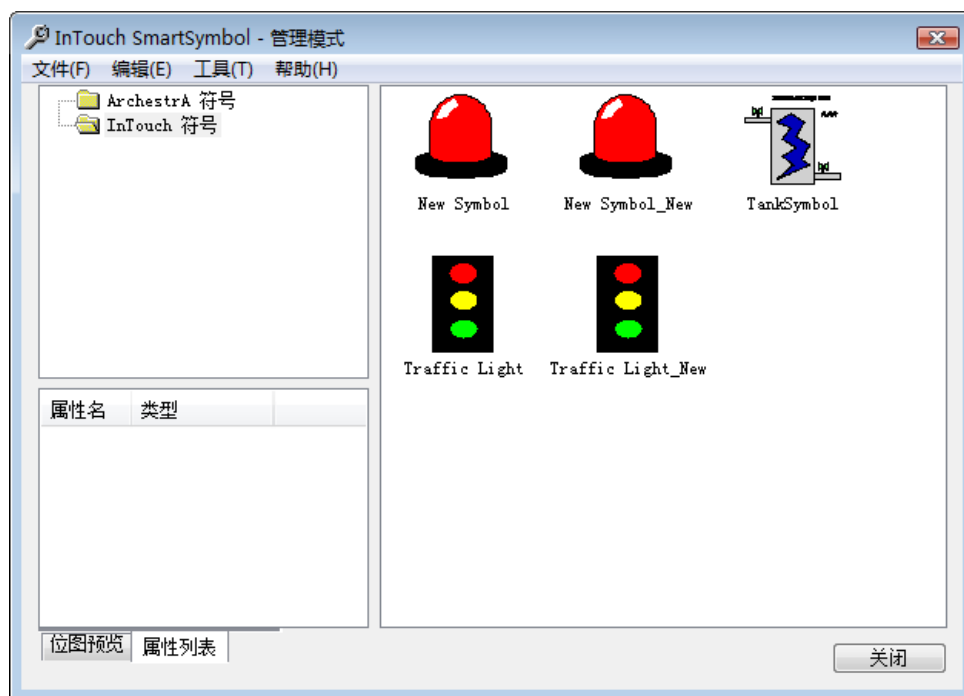 InTouch SmartSymbol - 管理模式
文件(F) 编辑(E) 工具(T) 帮助(H)
ArchestrA 符号
InTouch 符号
New Symbol New Symbol_New TankSymbol
Traffic Light Traffic Light_New
属性名 类型
位图预览 属性列表
关闭